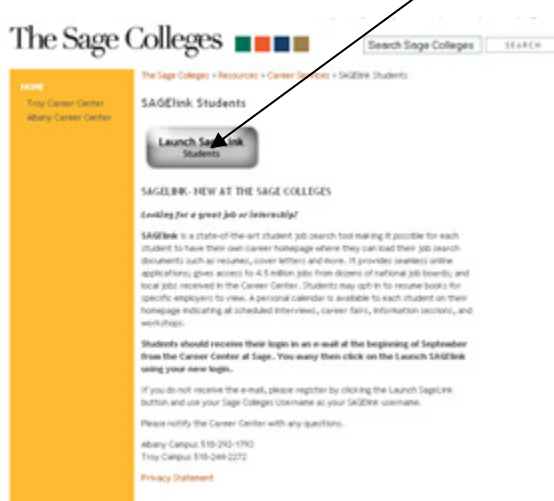 The Sage Colleges
Search Sage Colleges
SEARCH
The Sage Colleges > Resources > Career Services > SAGElink Students
HOME
Troy Career Center
Albany Career Center
SAGElink Students
Launch SageLink
Students
SAGELINK- NEW AT THE SAGE COLLEGES
Looking for a great job or internship?
SAGElink is a state-of-the-art student job search tool making it possible for each
student to have their own career homepage where they can load their job search
documents such as resumes, cover letters and more. It provides seamless online
applications; gives access to 4.5 million jobs from dozens of national job boards; and
local jobs received in the Career Center. Students may opt-in to resume books for
specific employers to view. A personal calendar is available to each student on their
homepage indicating all scheduled interviews, career fairs, information sessions, and
workshops.
Students should receive their login in an e-mail at the beginning of September
from the Career Center at Sage. You many then click on the Launch SAGElink
using your new login.
If you do not receive the e-mail, please register by clicking the Launch SageLink
button and use your Sage Colleges Username as your SAGElink username.
Please notify the Career Center with any questions.
Albany Campus 518-292-1793
Troy Campus 518-244-2272
Privacy Statement